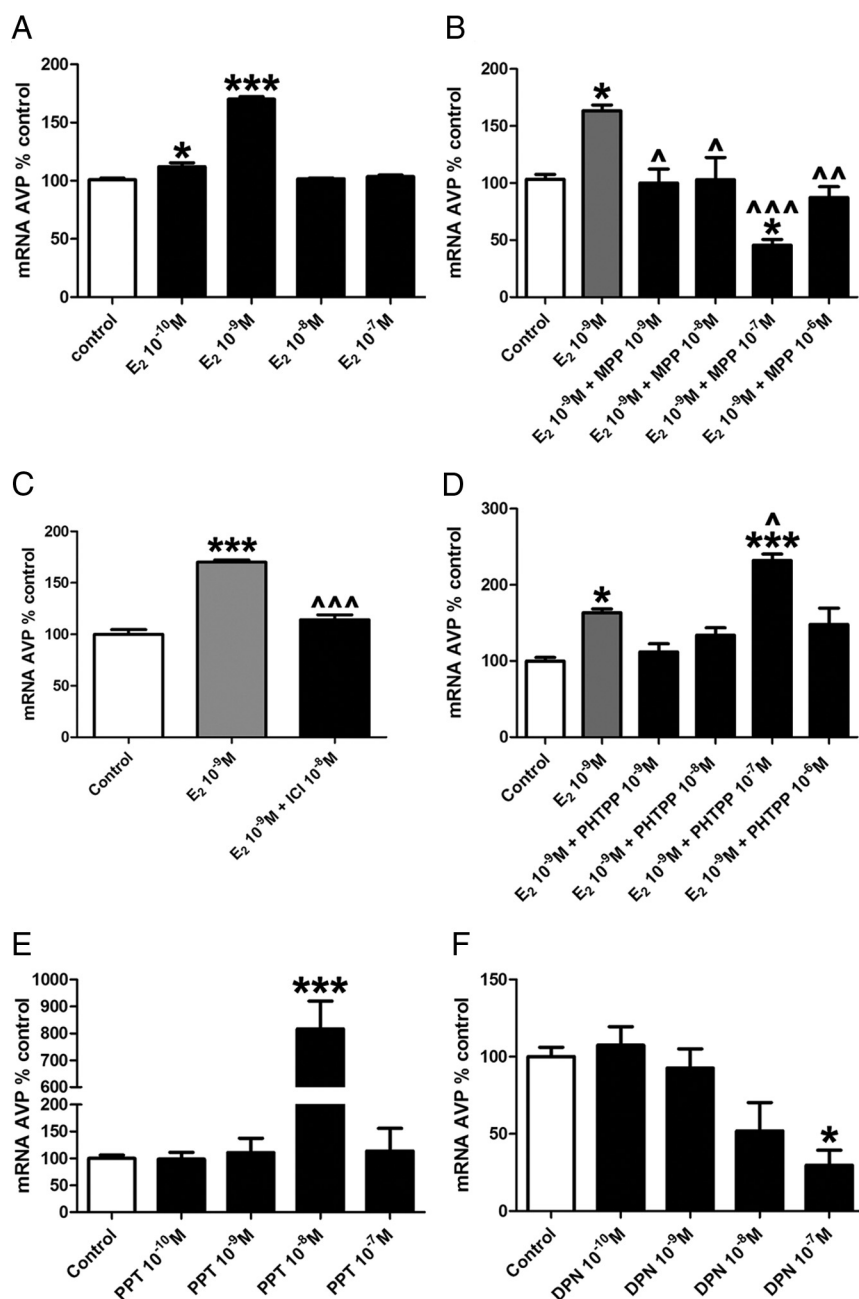 A
mRNA AVP % control
200
150
100
50
0
*
***
control
E₂ 10⁻¹⁰M
E₂ 10⁻⁹M
E₂ 10⁻⁸M
E₂ 10⁻⁷M
B
mRNA AVP % control
200
150
100
50
0
*
^
^
^^^
*
^^
Control
E₂ 10⁻⁹M
E₂ 10⁻⁹M + MPP 10⁻⁹M
E₂ 10⁻⁹M + MPP 10⁻⁸M
E₂ 10⁻⁹M + MPP 10⁻⁷M
E₂ 10⁻⁹M + MPP 10⁻⁶M
C
mRNA AVP % control
200
150
100
50
0
***
^^^
Control
E₂ 10⁻⁹M
E₂ 10⁻⁹M + ICI 10⁻⁸M
D
mRNA AVP % control
300
200
100
0
*
^
***
Control
E₂ 10⁻⁹M
E₂ 10⁻⁹M + PHTPP 10⁻⁹M
E₂ 10⁻⁹M + PHTPP 10⁻⁸M
E₂ 10⁻⁹M + PHTPP 10⁻⁷M
E₂ 10⁻⁹M + PHTPP 10⁻⁶M
E
mRNA AVP % control
1000
900
800
700
600
200
150
100
50
0
***
Control
PPT 10⁻¹⁰M
PPT 10⁻⁹M
PPT 10⁻⁸M
PPT 10⁻⁷M
F
mRNA AVP % control
150
100
50
0
*
Control
DPN 10⁻¹⁰M
DPN 10⁻⁹M
DPN 10⁻⁸M
DPN 10⁻⁷M